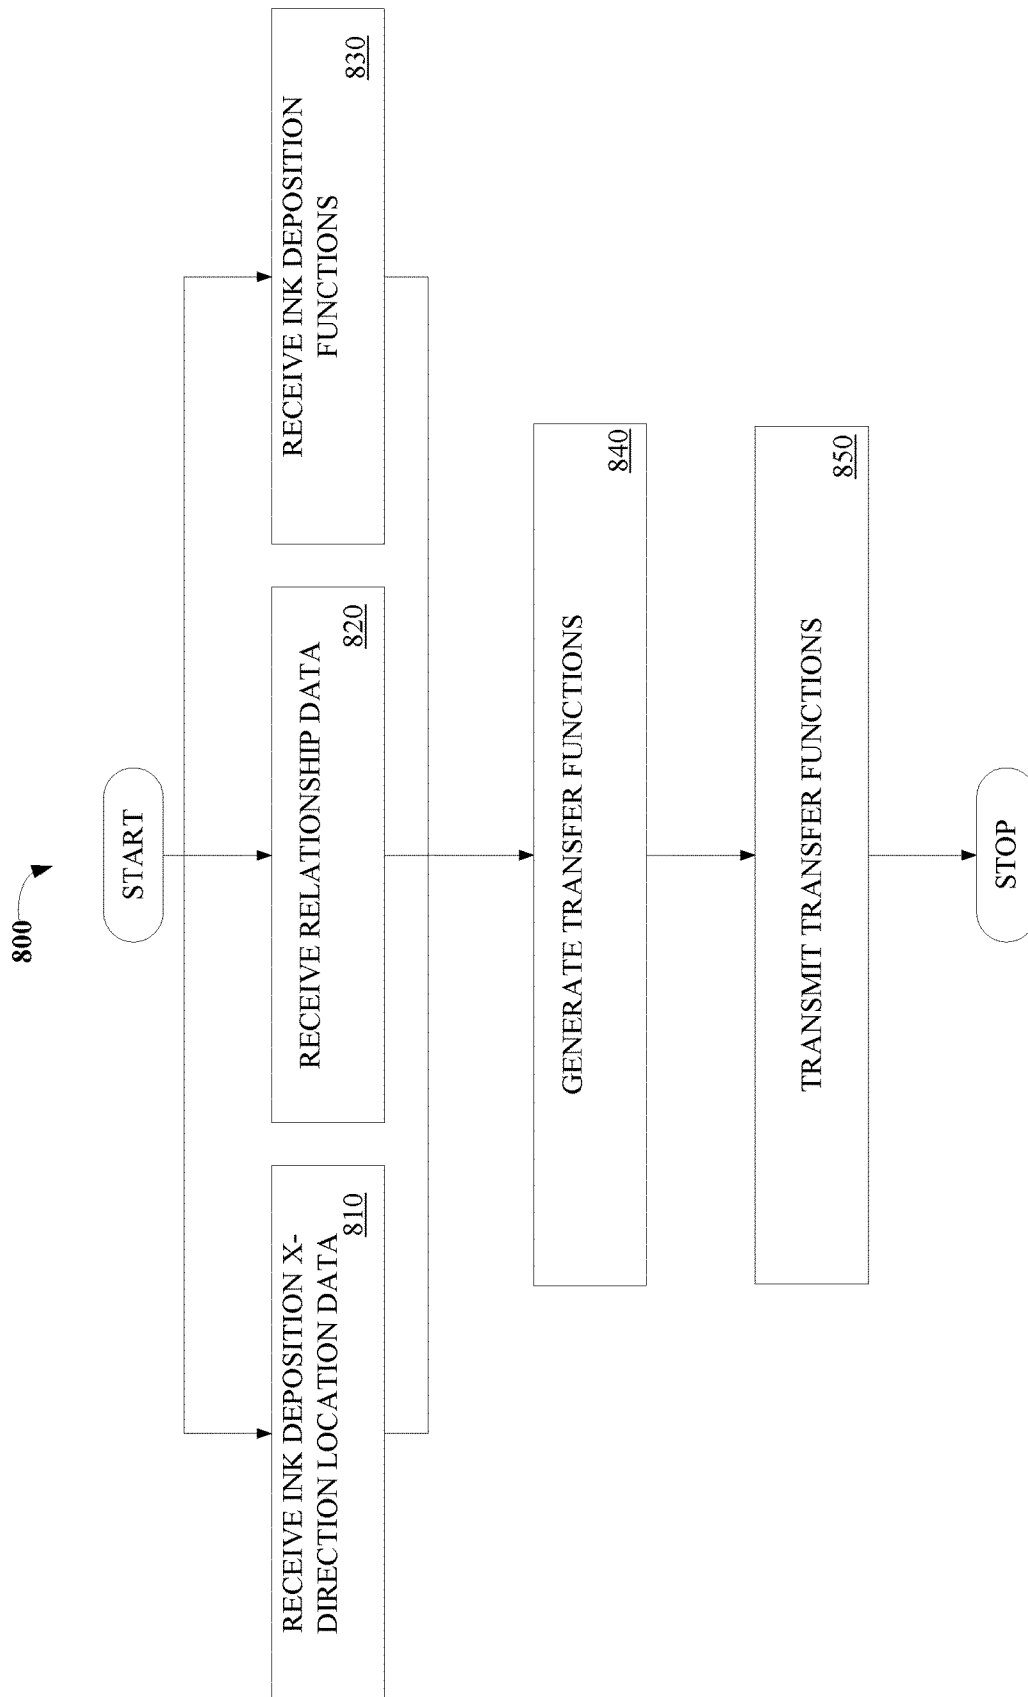 800
START
RECEIVE INK DEPOSITION X-
DIRECTION LOCATION DATA
810
RECEIVE RELATIONSHIP DATA
820
RECEIVE INK DEPOSITION
FUNCTIONS
830
GENERATE TRANSFER FUNCTIONS
840
TRANSMIT TRANSFER FUNCTIONS
850
STOP